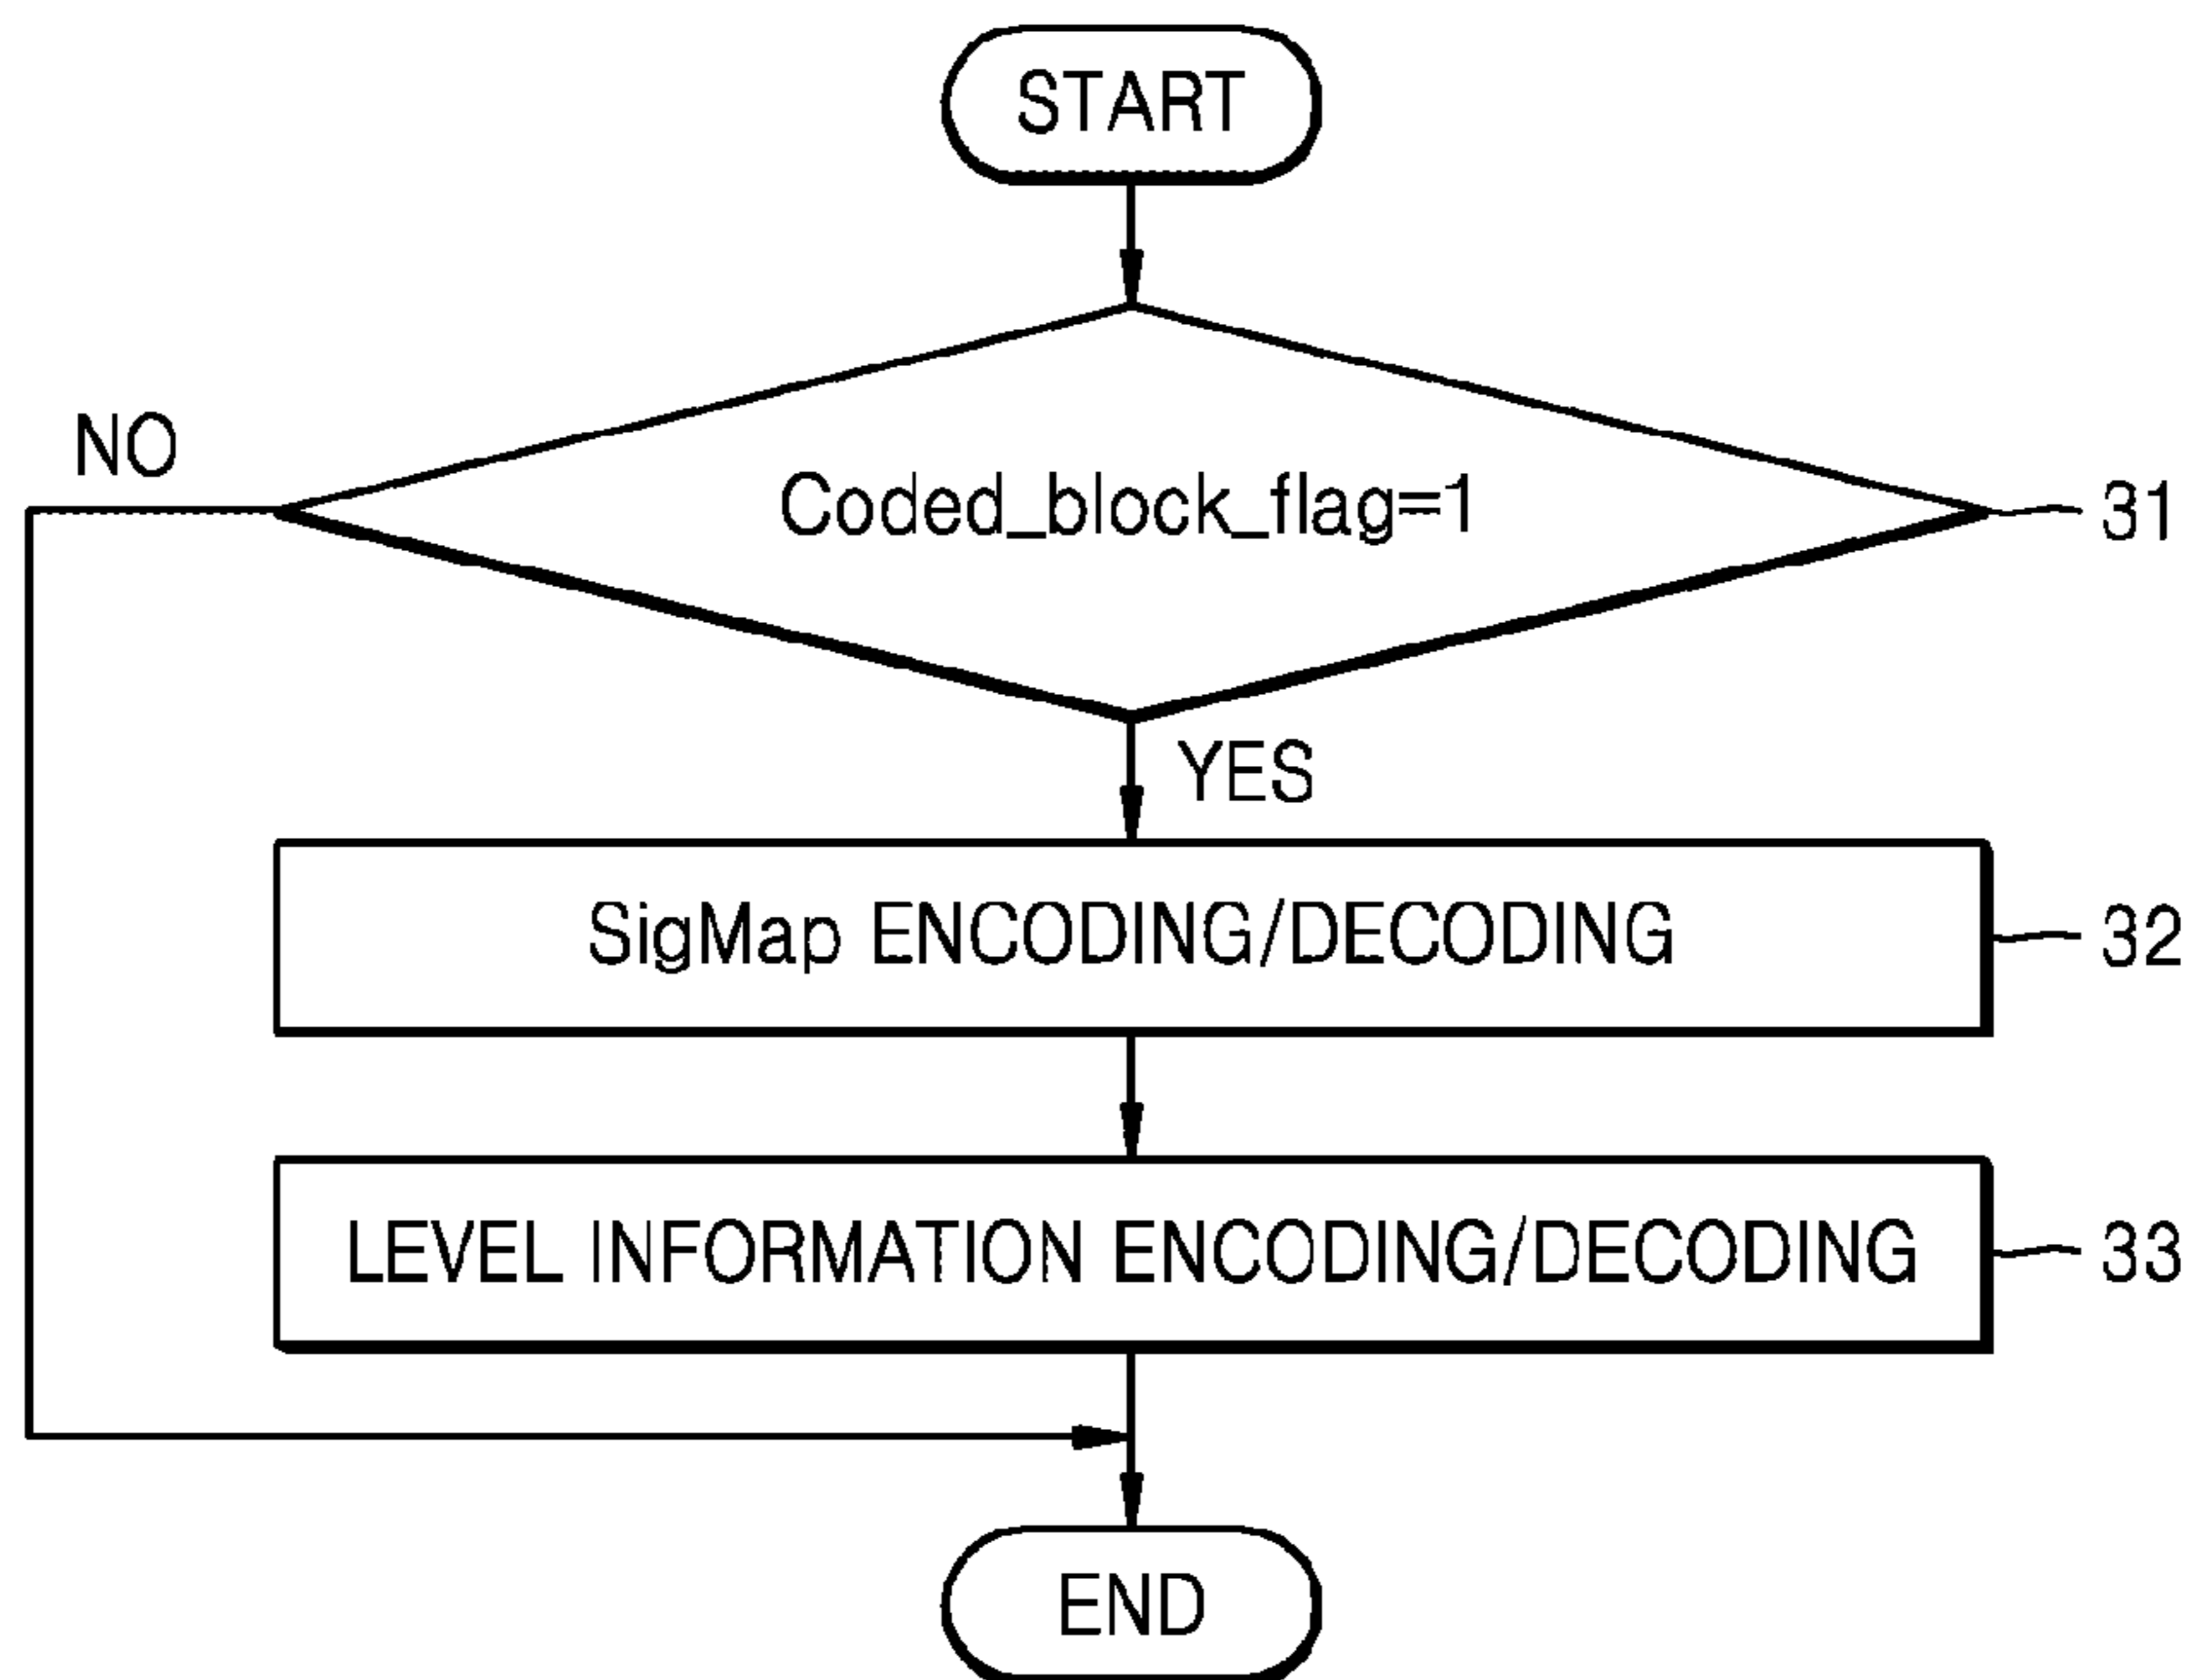 START
NO
Coded_block_flag=1
31
YES
SigMap ENCODING/DECODING
32
LEVEL INFORMATION ENCODING/DECODING
33
END